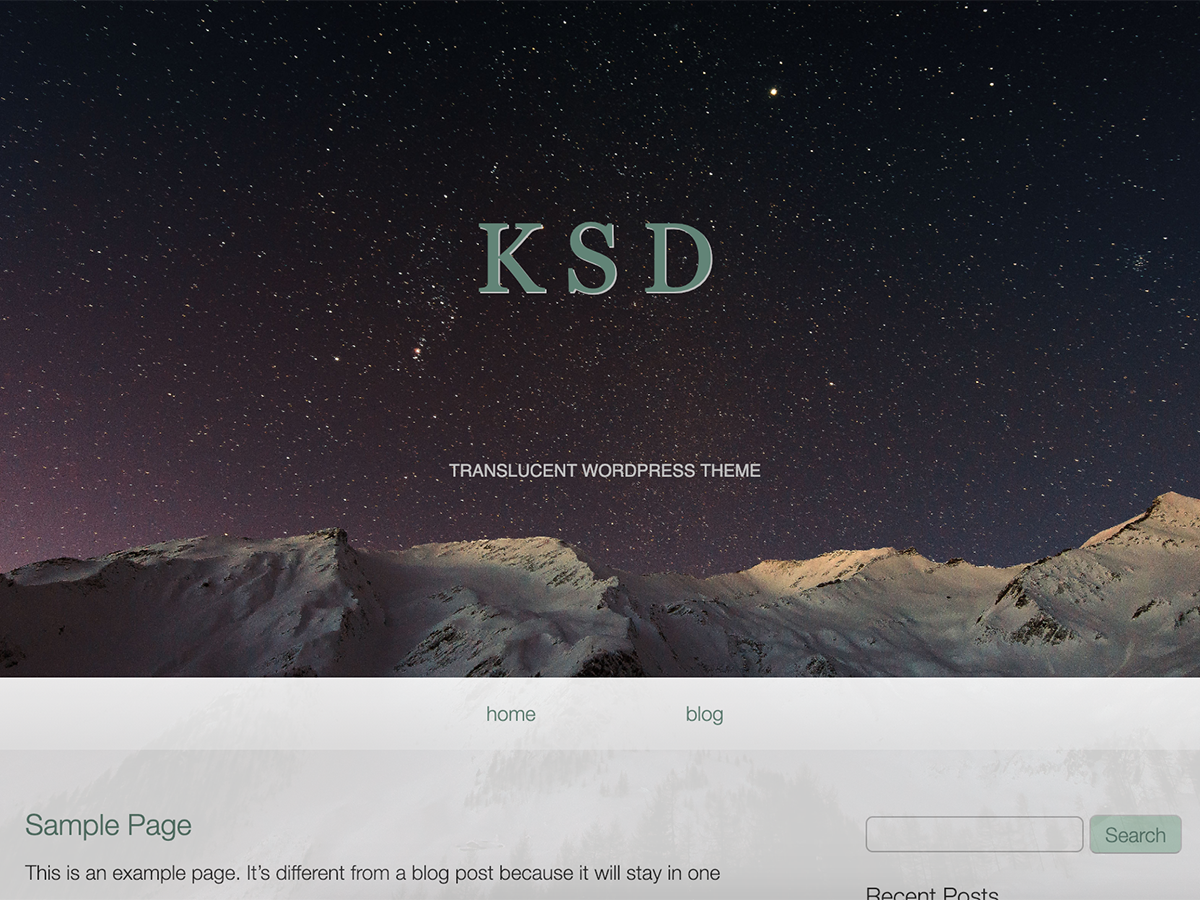 KSD
TRANSLUCENT WORDPRESS THEME
home
blog
Sample Page
Search
This is an example page. It’s different from a blog post because it will stay in one
Recent Posts